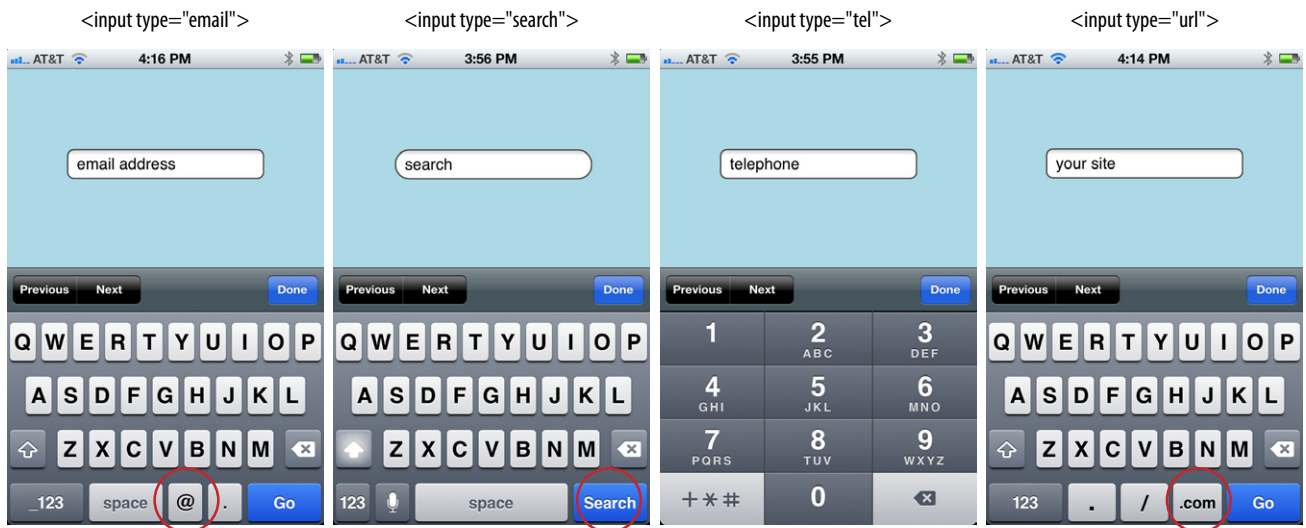 <input type="email"> <input type="search"> <input type="tel"> <input type="url">
AT&T 4:16 PM
email address
Previous Next Done
Q W E R T Y U I O P
A S D F G H J K L
Z X C V B N M
_123 space @ . Go
AT&T 3:56 PM
search
Previous Next Done
Q W E R T Y U I O P
A S D F G H J K L
Z X C V B N M
123 space Search
AT&T 3:55 PM
telephone
Previous Next Done
1 2 3
ABC DEF
4 5 6
GHI JKL MNO
7 8 9
PQRS TUV WXYZ
+*# 0
AT&T 4:14 PM
your site
Previous Next Done
Q W E R T Y U I O P
A S D F G H J K L
Z X C V B N M
123 . / .com Go